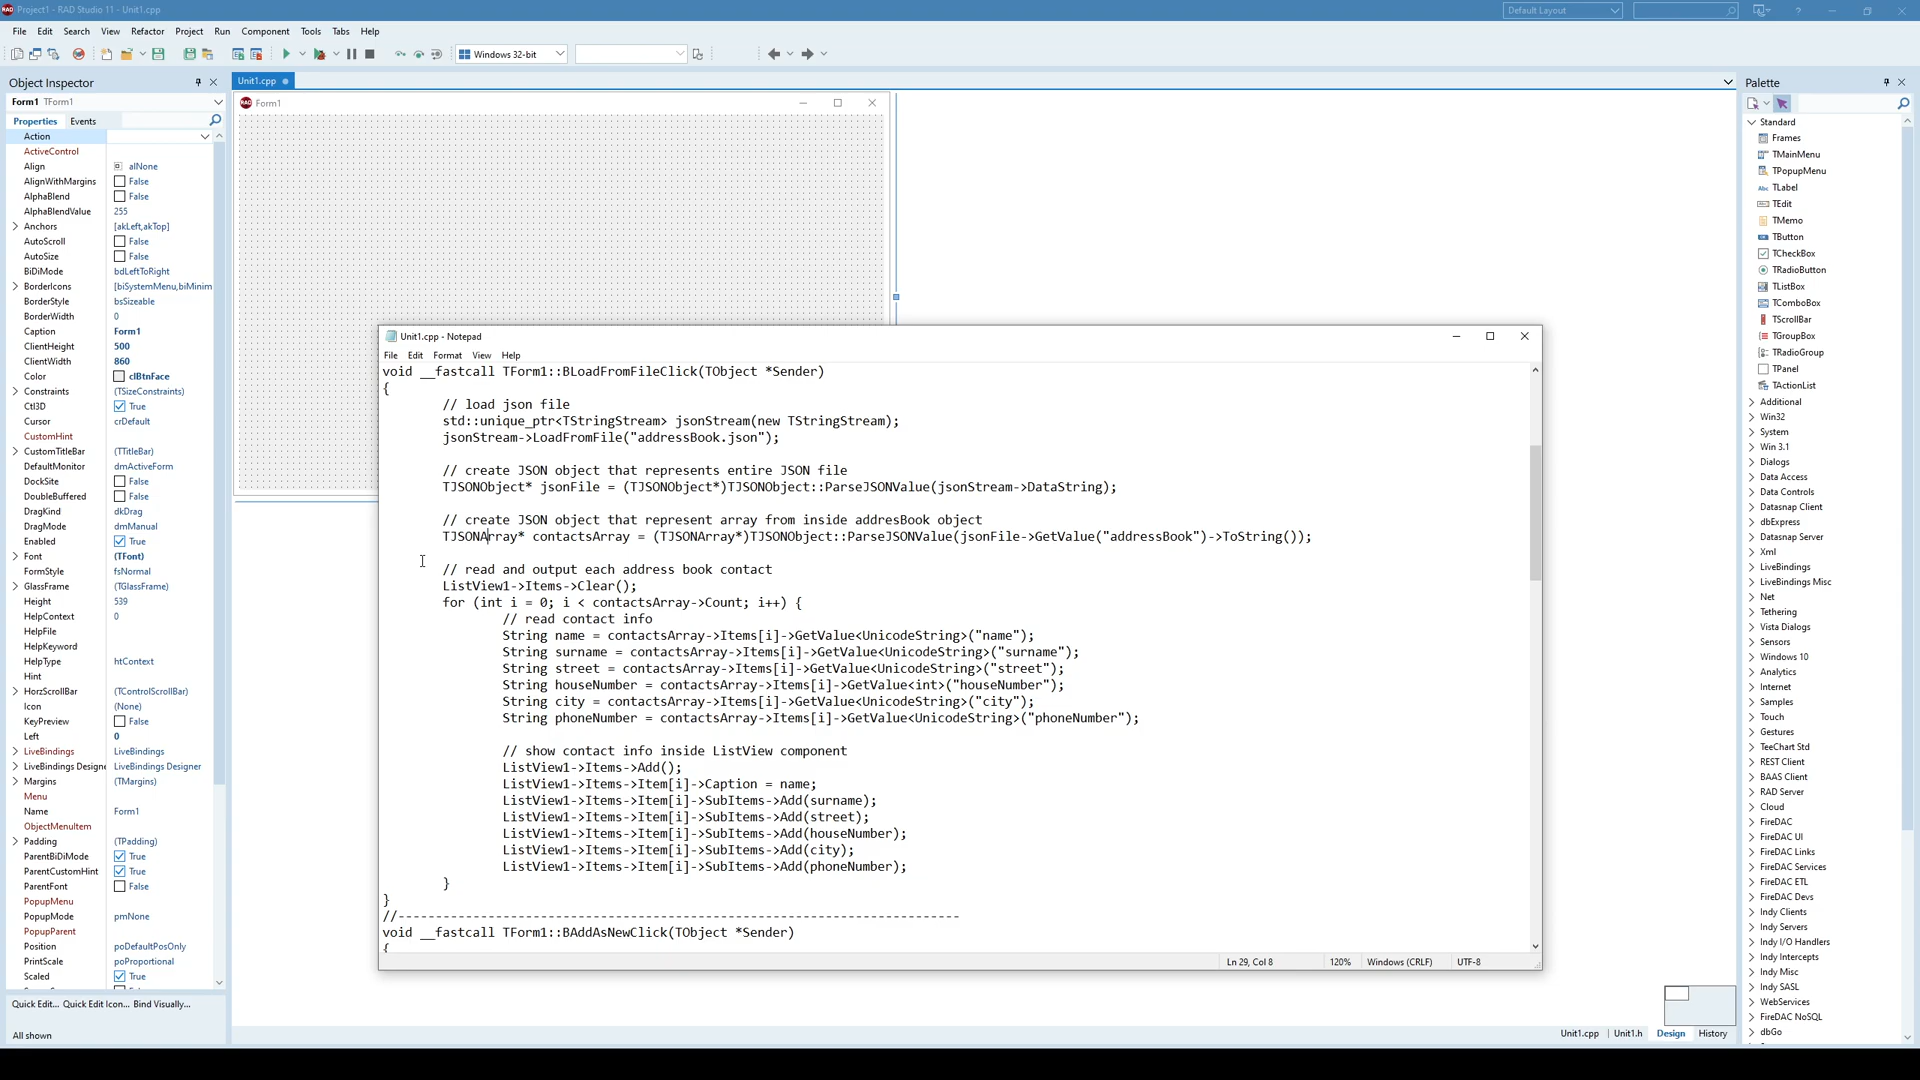 Project1 - RAD Studio 11 - Unit1.cpp
Default Layout
File Edit Search View Refactor Project Run Component Tools Tabs Help
Windows 32-bit
Object Inspector
Form1 TForm1
Properties Events
Action
ActiveControl
Align alNone
AlignWithMargins False
AlphaBlend False
AlphaBlendValue 255
Anchors [akLeft,akTop]
AutoScroll False
AutoSize False
BiDiMode bdLeftToRight
BorderIcons [biSystemMenu,biMinim
BorderStyle bsSizeable
BorderWidth 0
Caption Form1
ClientHeight 500
ClientWidth 860
Color clBtnFace
Constraints (TSizeConstraints)
Ctl3D True
Cursor crDefault
CustomHint
CustomTitleBar (TTitleBar)
DefaultMonitor dmActiveForm
DockSite False
DoubleBuffered False
DragKind dkDrag
DragMode dmManual
Enabled True
Font (TFont)
FormStyle fsNormal
GlassFrame (TGlassFrame)
Height 539
HelpContext 0
HelpFile
HelpKeyword
HelpType htContext
Hint
HorzScrollBar (TControlScrollBar)
Icon (None)
KeyPreview False
Left 0
LiveBindings LiveBindings
LiveBindings Designe LiveBindings Designer
Margins (TMargins)
Menu
Name Form1
ObjectMenuItem
Padding (TPadding)
ParentBiDiMode True
ParentCustomHint True
ParentFont False
PopupMenu
PopupMode pmNone
PopupParent
Position poDefaultPosOnly
PrintScale poProportional
Scaled True
Quick Edit... Quick Edit Icon... Bind Visually...
All shown
Unit1.cpp
Form1
Unit1.cpp - Notepad
File Edit Format View Help
void __fastcall TForm1::BLoadFromFileClick(TObject *Sender)
{
// load json file
std::unique_ptr<TStringStream> jsonStream(new TStringStream);
jsonStream->LoadFromFile("addressBook.json");
// create JSON object that represents entire JSON file
TJSONObject* jsonFile = (TJSONObject*)TJSONObject::ParseJSONValue(jsonStream->DataString);
// create JSON object that represent array from inside addresBook object
TJSONArray* contactsArray = (TJSONArray*)TJSONObject::ParseJSONValue(jsonFile->GetValue("addressBook")->ToString());
// read and output each address book contact
ListView1->Items->Clear();
for (int i = 0; i < contactsArray->Count; i++) {
// read contact info
String name = contactsArray->Items[i]->GetValue<UnicodeString>("name");
String surname = contactsArray->Items[i]->GetValue<UnicodeString>("surname");
String street = contactsArray->Items[i]->GetValue<UnicodeString>("street");
String houseNumber = contactsArray->Items[i]->GetValue<int>("houseNumber");
String city = contactsArray->Items[i]->GetValue<UnicodeString>("city");
String phoneNumber = contactsArray->Items[i]->GetValue<UnicodeString>("phoneNumber");
// show contact info inside ListView component
ListView1->Items->Add();
ListView1->Items->Item[i]->Caption = name;
ListView1->Items->Item[i]->SubItems->Add(surname);
ListView1->Items->Item[i]->SubItems->Add(street);
ListView1->Items->Item[i]->SubItems->Add(houseNumber);
ListView1->Items->Item[i]->SubItems->Add(city);
ListView1->Items->Item[i]->SubItems->Add(phoneNumber);
}
}
//---------------------------------------------------------------------------
void __fastcall TForm1::BAddAsNewClick(TObject *Sender)
{
Ln 29, Col 8 120% Windows (CRLF) UTF-8
Unit1.cpp Unit1.h Design History
Palette
Standard
Frames
TMainMenu
TPopupMenu
TLabel
TEdit
TMemo
TButton
TCheckBox
TRadioButton
TListBox
TComboBox
TScrollBar
TGroupBox
TRadioGroup
TPanel
TActionList
Additional
Win32
System
Win 3.1
Dialogs
Data Access
Data Controls
Datasnap Client
dbExpress
Datasnap Server
Xml
LiveBindings
LiveBindings Misc
Net
Tethering
Vista Dialogs
Sensors
Windows 10
Analytics
Internet
Samples
Touch
Gestures
TeeChart Std
REST Client
BAAS Client
RAD Server
Cloud
FireDAC
FireDAC UI
FireDAC Links
FireDAC Services
FireDAC ETL
FireDAC Devs
Indy Clients
Indy Servers
Indy I/O Handlers
Indy Intercepts
Indy Misc
Indy SASL
WebServices
FireDAC NoSQL
dbGo